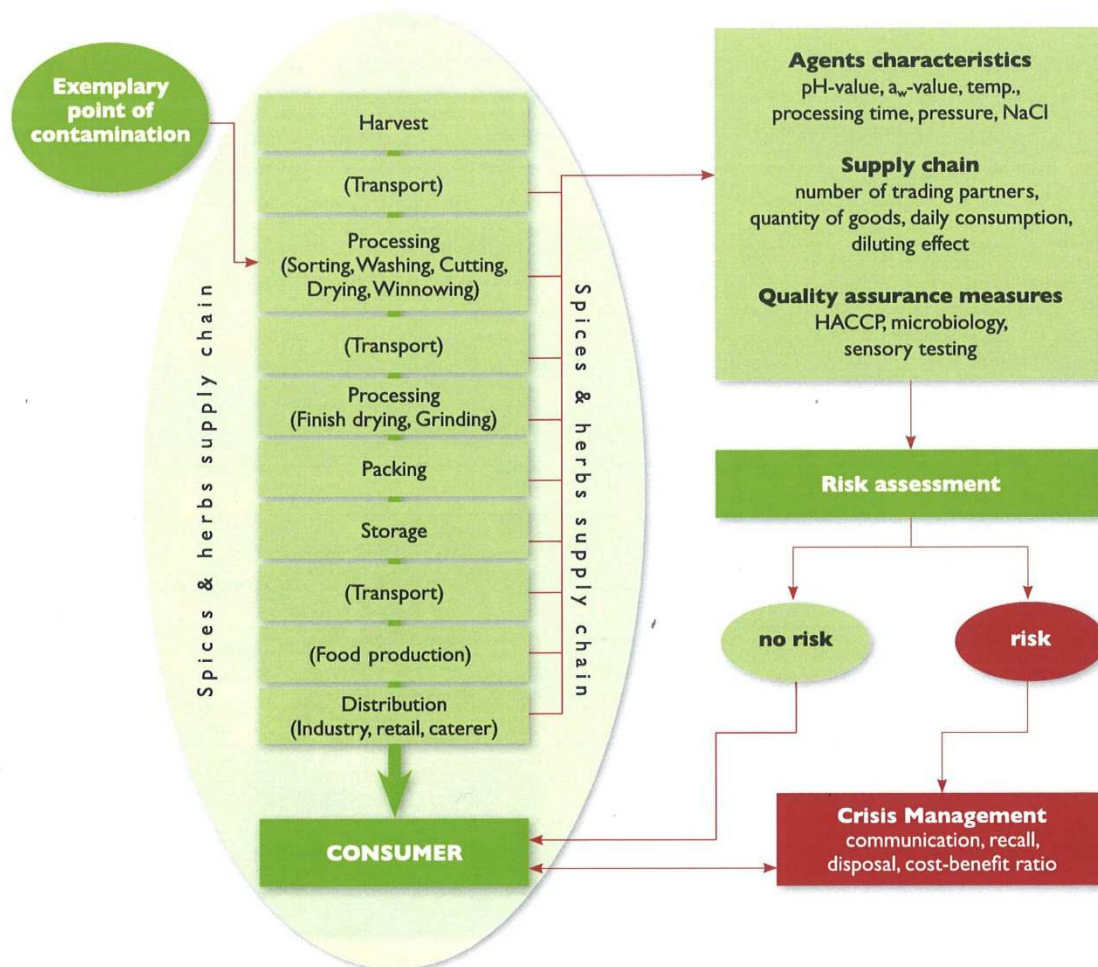 Exemplary
point of
contamination
Spices & herbs supply chain
Harvest
(Transport)
Processing
(Sorting, Washing, Cutting,
Drying, Winnowing)
(Transport)
Processing
(Finish drying, Grinding)
Packing
Storage
(Transport)
(Food production)
Distribution
(Industry, retail, caterer)
CONSUMER
Spices & herbs supply chain
Agents characteristics
pH-value, a_w-value, temp.,
processing time, pressure, NaCl
Supply chain
number of trading partners,
quantity of goods, daily consumption,
diluting effect
Quality assurance measures
HACCP, microbiology,
sensory testing
Risk assessment
no risk
risk
Crisis Management
communication, recall,
disposal, cost-benefit ratio